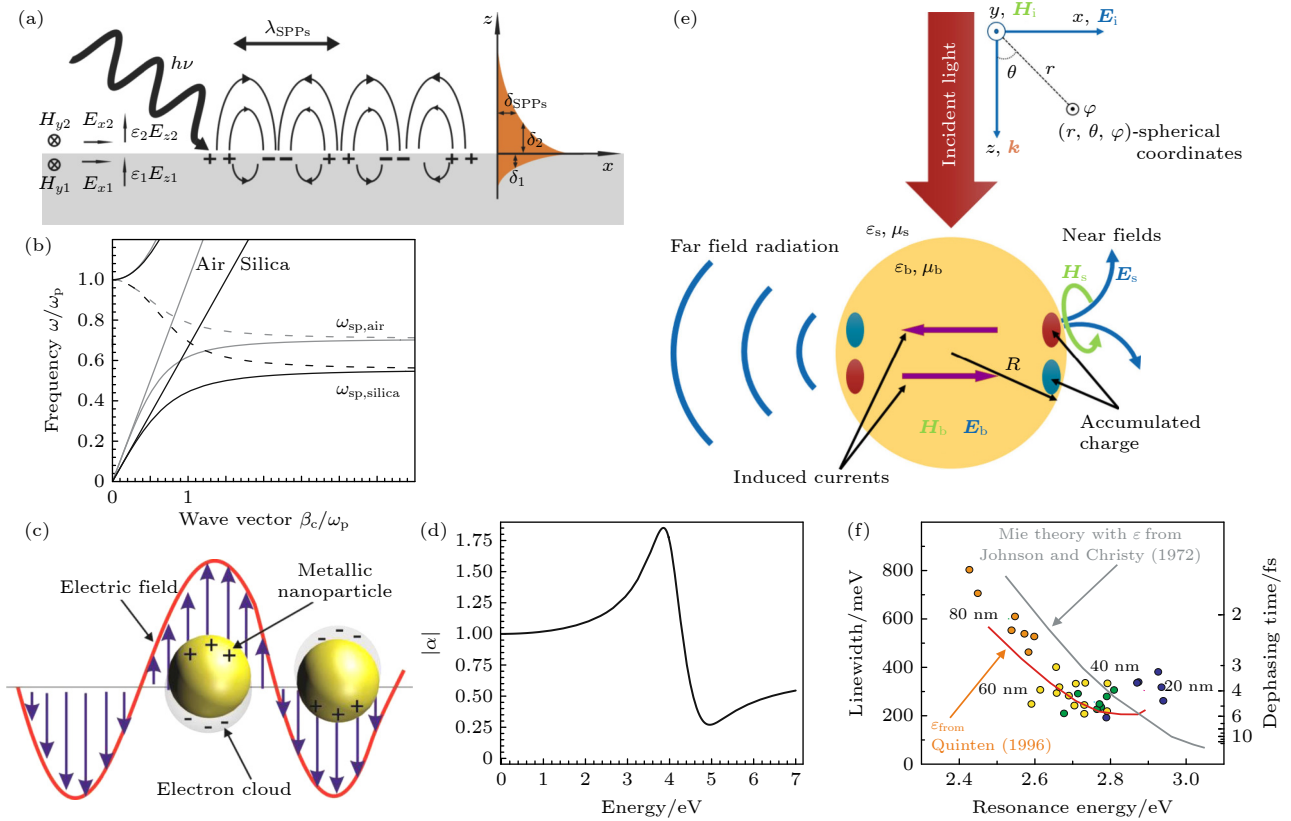 (a)
z
λSPPs
hν
δSPPs
Hy2 Ex2 ε2Ez2
δ2
++ −− ++ −− ++
x
Hy1 Ex1 ε1Ez1
δ1
(b)
Air Silica
1.0
0.8
ωsp,air
0.6
ωsp,silica
0.4
0.2
0
0 1
Frequency ω/ωp
Wave vector βc/ωp
(c)
Electric field
Metallic
nanoparticle
+ + + +
- - -
- - - -
+ + + +
Electron cloud
(d)
1.75
1.50
1.25
1.00
0.75
0.50
0.25
0
0 1 2 3 4 5 6 7
|α|
Energy/eV
(e)
Incident light
y, Hi
x, Ei
θ
r
φ
(r, θ, φ)-spherical
coordinates
z, k
εs, μs
Far field radiation
Near fields
εb, μb
Hs
Es
R
Hb Eb
Accumulated
charge
Induced currents
(f)
Mie theory with ε from
Johnson and Christy (1972)
800
600
400
200
0
80 nm
60 nm
40 nm
20 nm
εfrom
Quinten (1996)
2
3
4
6
10
2.4 2.6 2.8 3.0
Linewidth/meV
Dephasing time/fs
Resonance energy/eV